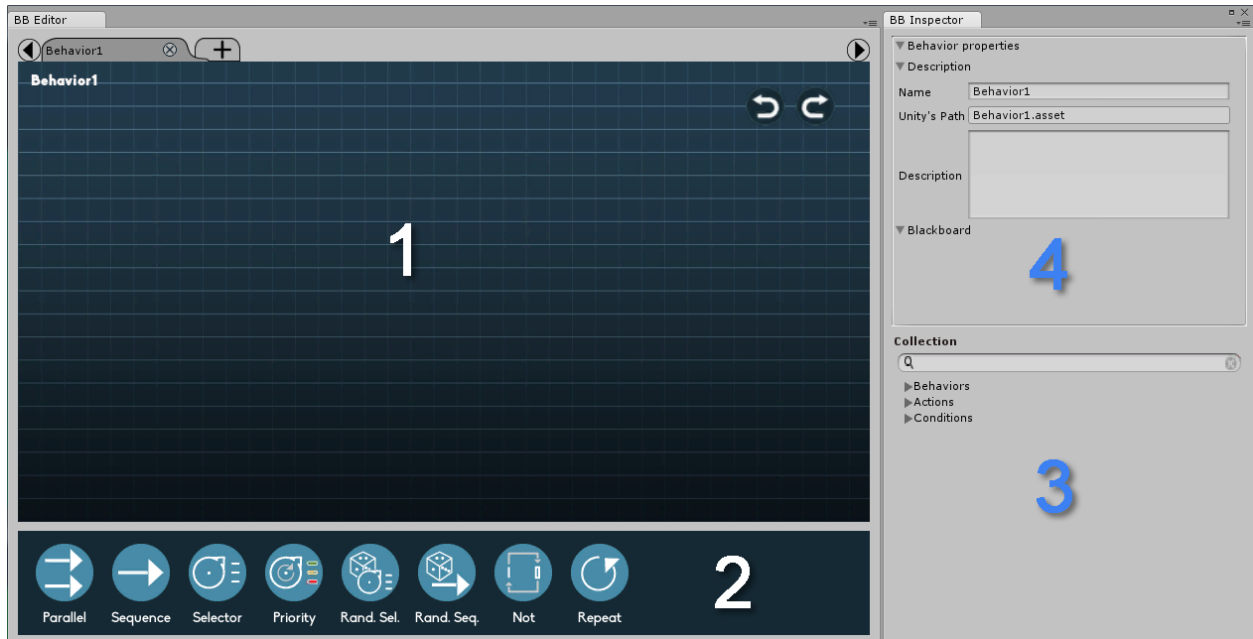 BB Editor
Behavior1
Behavior1
1
Parallel
Sequence
Selector
Priority
Rand. Sel.
Rand. Seq.
Not
Repeat
2
BB Inspector
Behavior properties
Description
Name
Behavior1
Unity's Path
Behavior1.asset
Description
Blackboard
4
Collection
Behaviors
Actions
Conditions
3